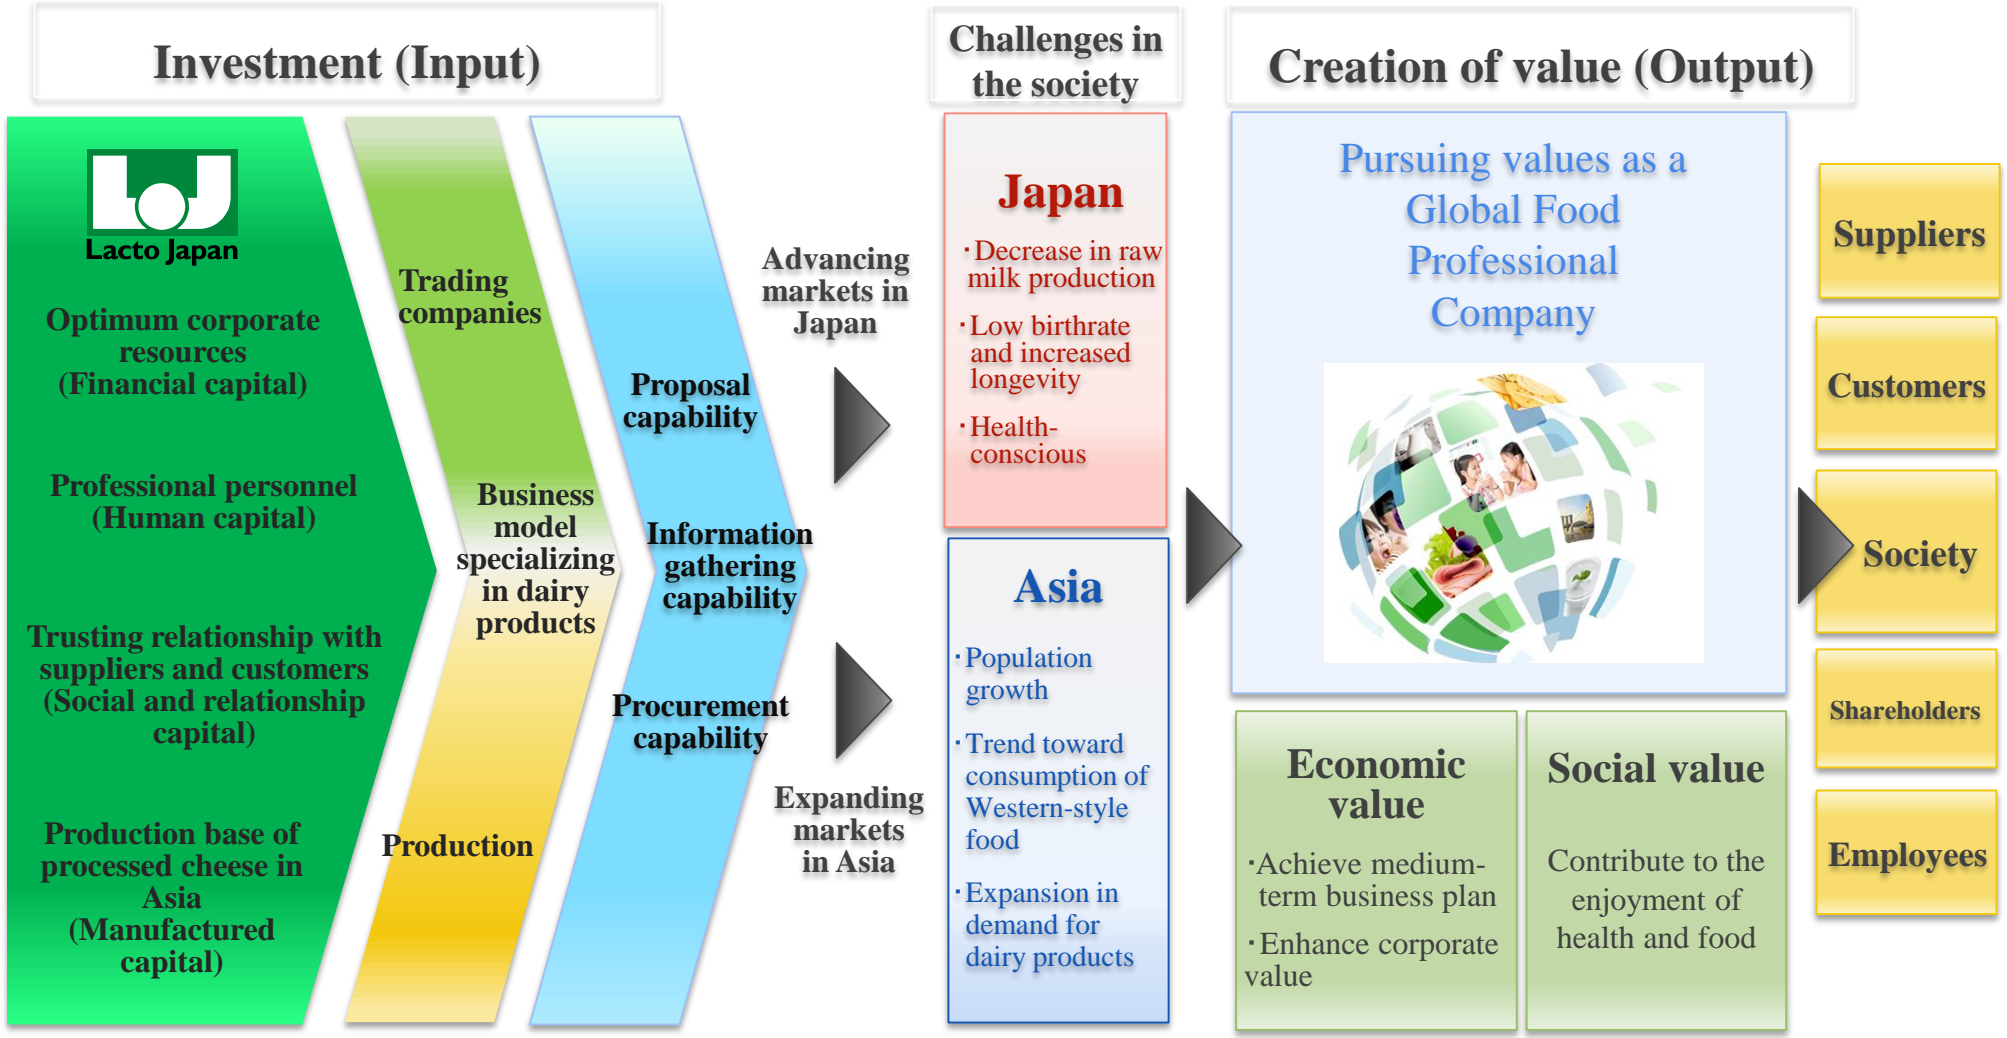 Investment (Input)
Lacto Japan
Optimum corporate
resources
(Financial capital)
Professional personnel
(Human capital)
Trusting relationship with
suppliers and customers
(Social and relationship
capital)
Production base of
processed cheese in
Asia
(Manufactured
capital)
Trading
companies
Business
model
specializing
in dairy
products
Production
Proposal
capability
Information
gathering
capability
Procurement
capability
Advancing
markets in
Japan
Expanding
markets
in Asia
Challenges in
the society
Japan
・Decrease in raw
milk production
・Low birthrate
and increased
longevity
・Health-
conscious
Asia
・Population
growth
・Trend toward
consumption of
Western-style
food
・Expansion in
demand for
dairy products
Creation of value (Output)
Pursuing values as a
Global Food
Professional
Company
Economic
value
・Achieve medium-
term business plan
・Enhance corporate
value
Social value
Contribute to the
enjoyment of
health and food
Suppliers
Customers
Society
Shareholders
Employees